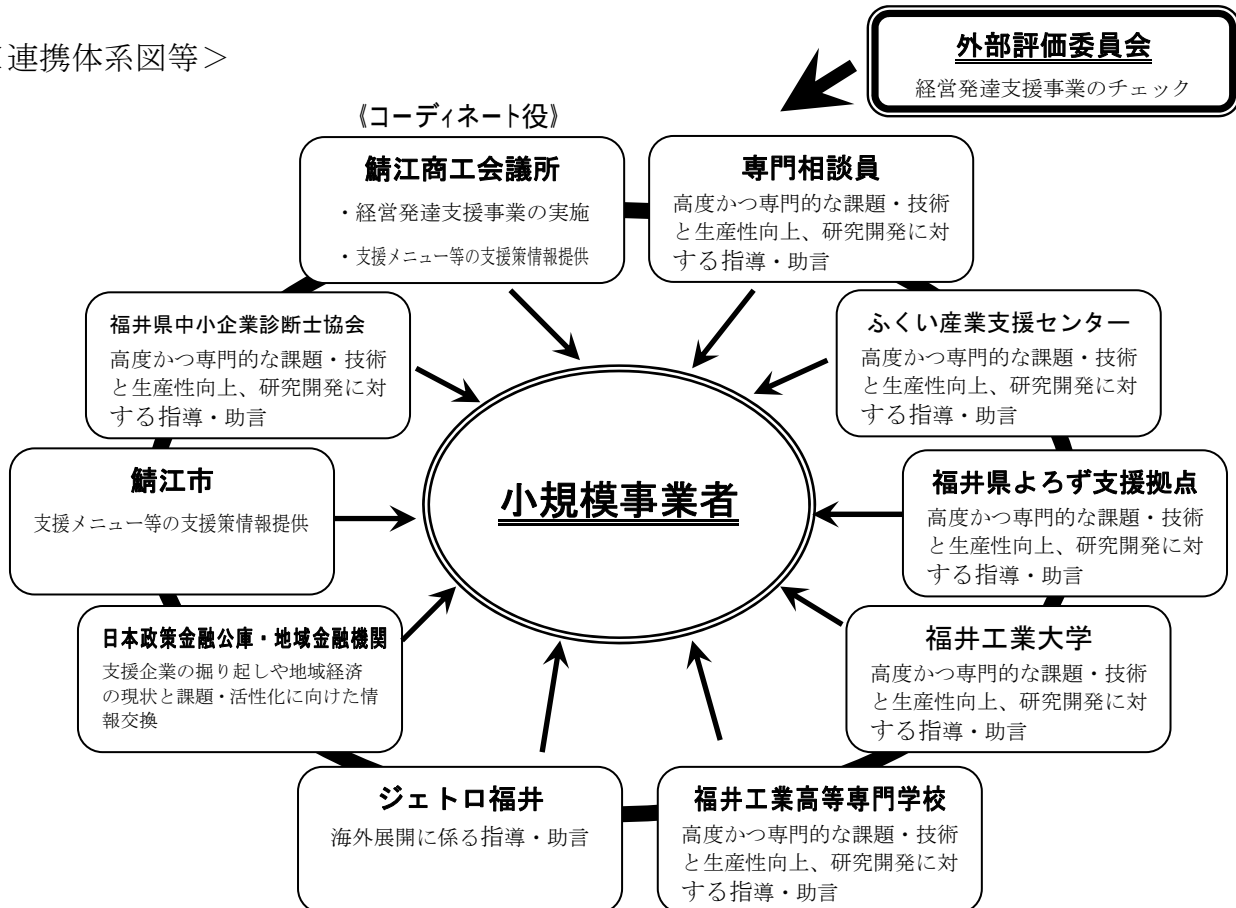 連携体系図等＞
外部評価委員会
経営発達支援事業のチェック
《コーディネート役》
鯖江商工会議所
・経営発達支援事業の実施
・支援メニュー等の支援策情報提供
専門相談員
高度かつ専門的な課題・技術
と生産性向上、研究開発に対
する指導・助言
福井県中小企業診断士協会
高度かつ専門的な課題・技術
と生産性向上、研究開発に対
する指導・助言
ふくい産業支援センター
高度かつ専門的な課題・技術
と生産性向上、研究開発に対
する指導・助言
鯖江市
支援メニュー等の支援策情報提供
小規模事業者
福井県よろず支援拠点
高度かつ専門的な課題・技術
と生産性向上、研究開発に対
する指導・助言
日本政策金融公庫・地域金融機関
支援企業の掘り起しや地域経済
の現状と課題・活性化に向けた情
報交換
福井工業大学
高度かつ専門的な課題・技術
と生産性向上、研究開発に対
する指導・助言
ジェトロ福井
海外展開に係る指導・助言
福井工業高等専門学校
高度かつ専門的な課題・技術
と生産性向上、研究開発に対
する指導・助言